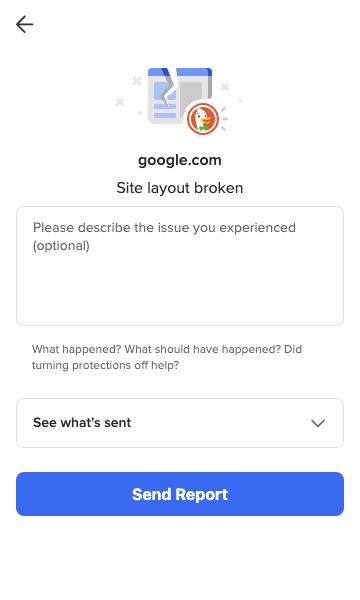 google.com
Site layout broken
Please describe the issue you experienced
(optional)
What happened? What should have happened? Did
turning protections off help?
See what's sent
Send Report